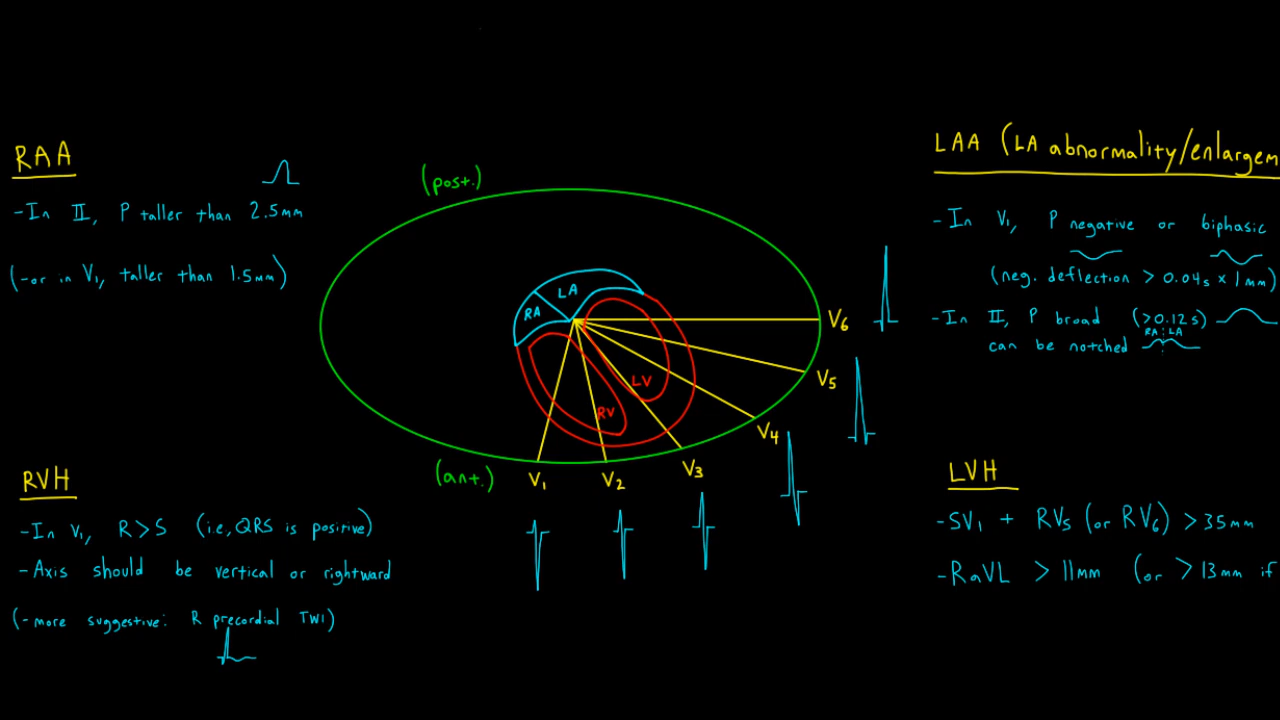 RAA
-In II, P taller than 2.5mm
(-or in V1, taller than 1.5mm)
RVH
-In V1, R>S (i.e., QRS is positive)
-Axis should be vertical or rightward
(-more suggestive: R precordial TWI)
(post.)
LA
RA
LV
RV
(ant.)
V1
V2
V3
V4
V5
V6
LAA (LA abnormality/enlargem
-In V1, P negative or biphasic
(neg. deflection > 0.04s x 1mm)
-In II, P broad (>0.12s)
RA LA
can be notched
LVH
-SV1 + RV5 (or RV6) >35mm
-RaVL > 11mm (or >13mm if